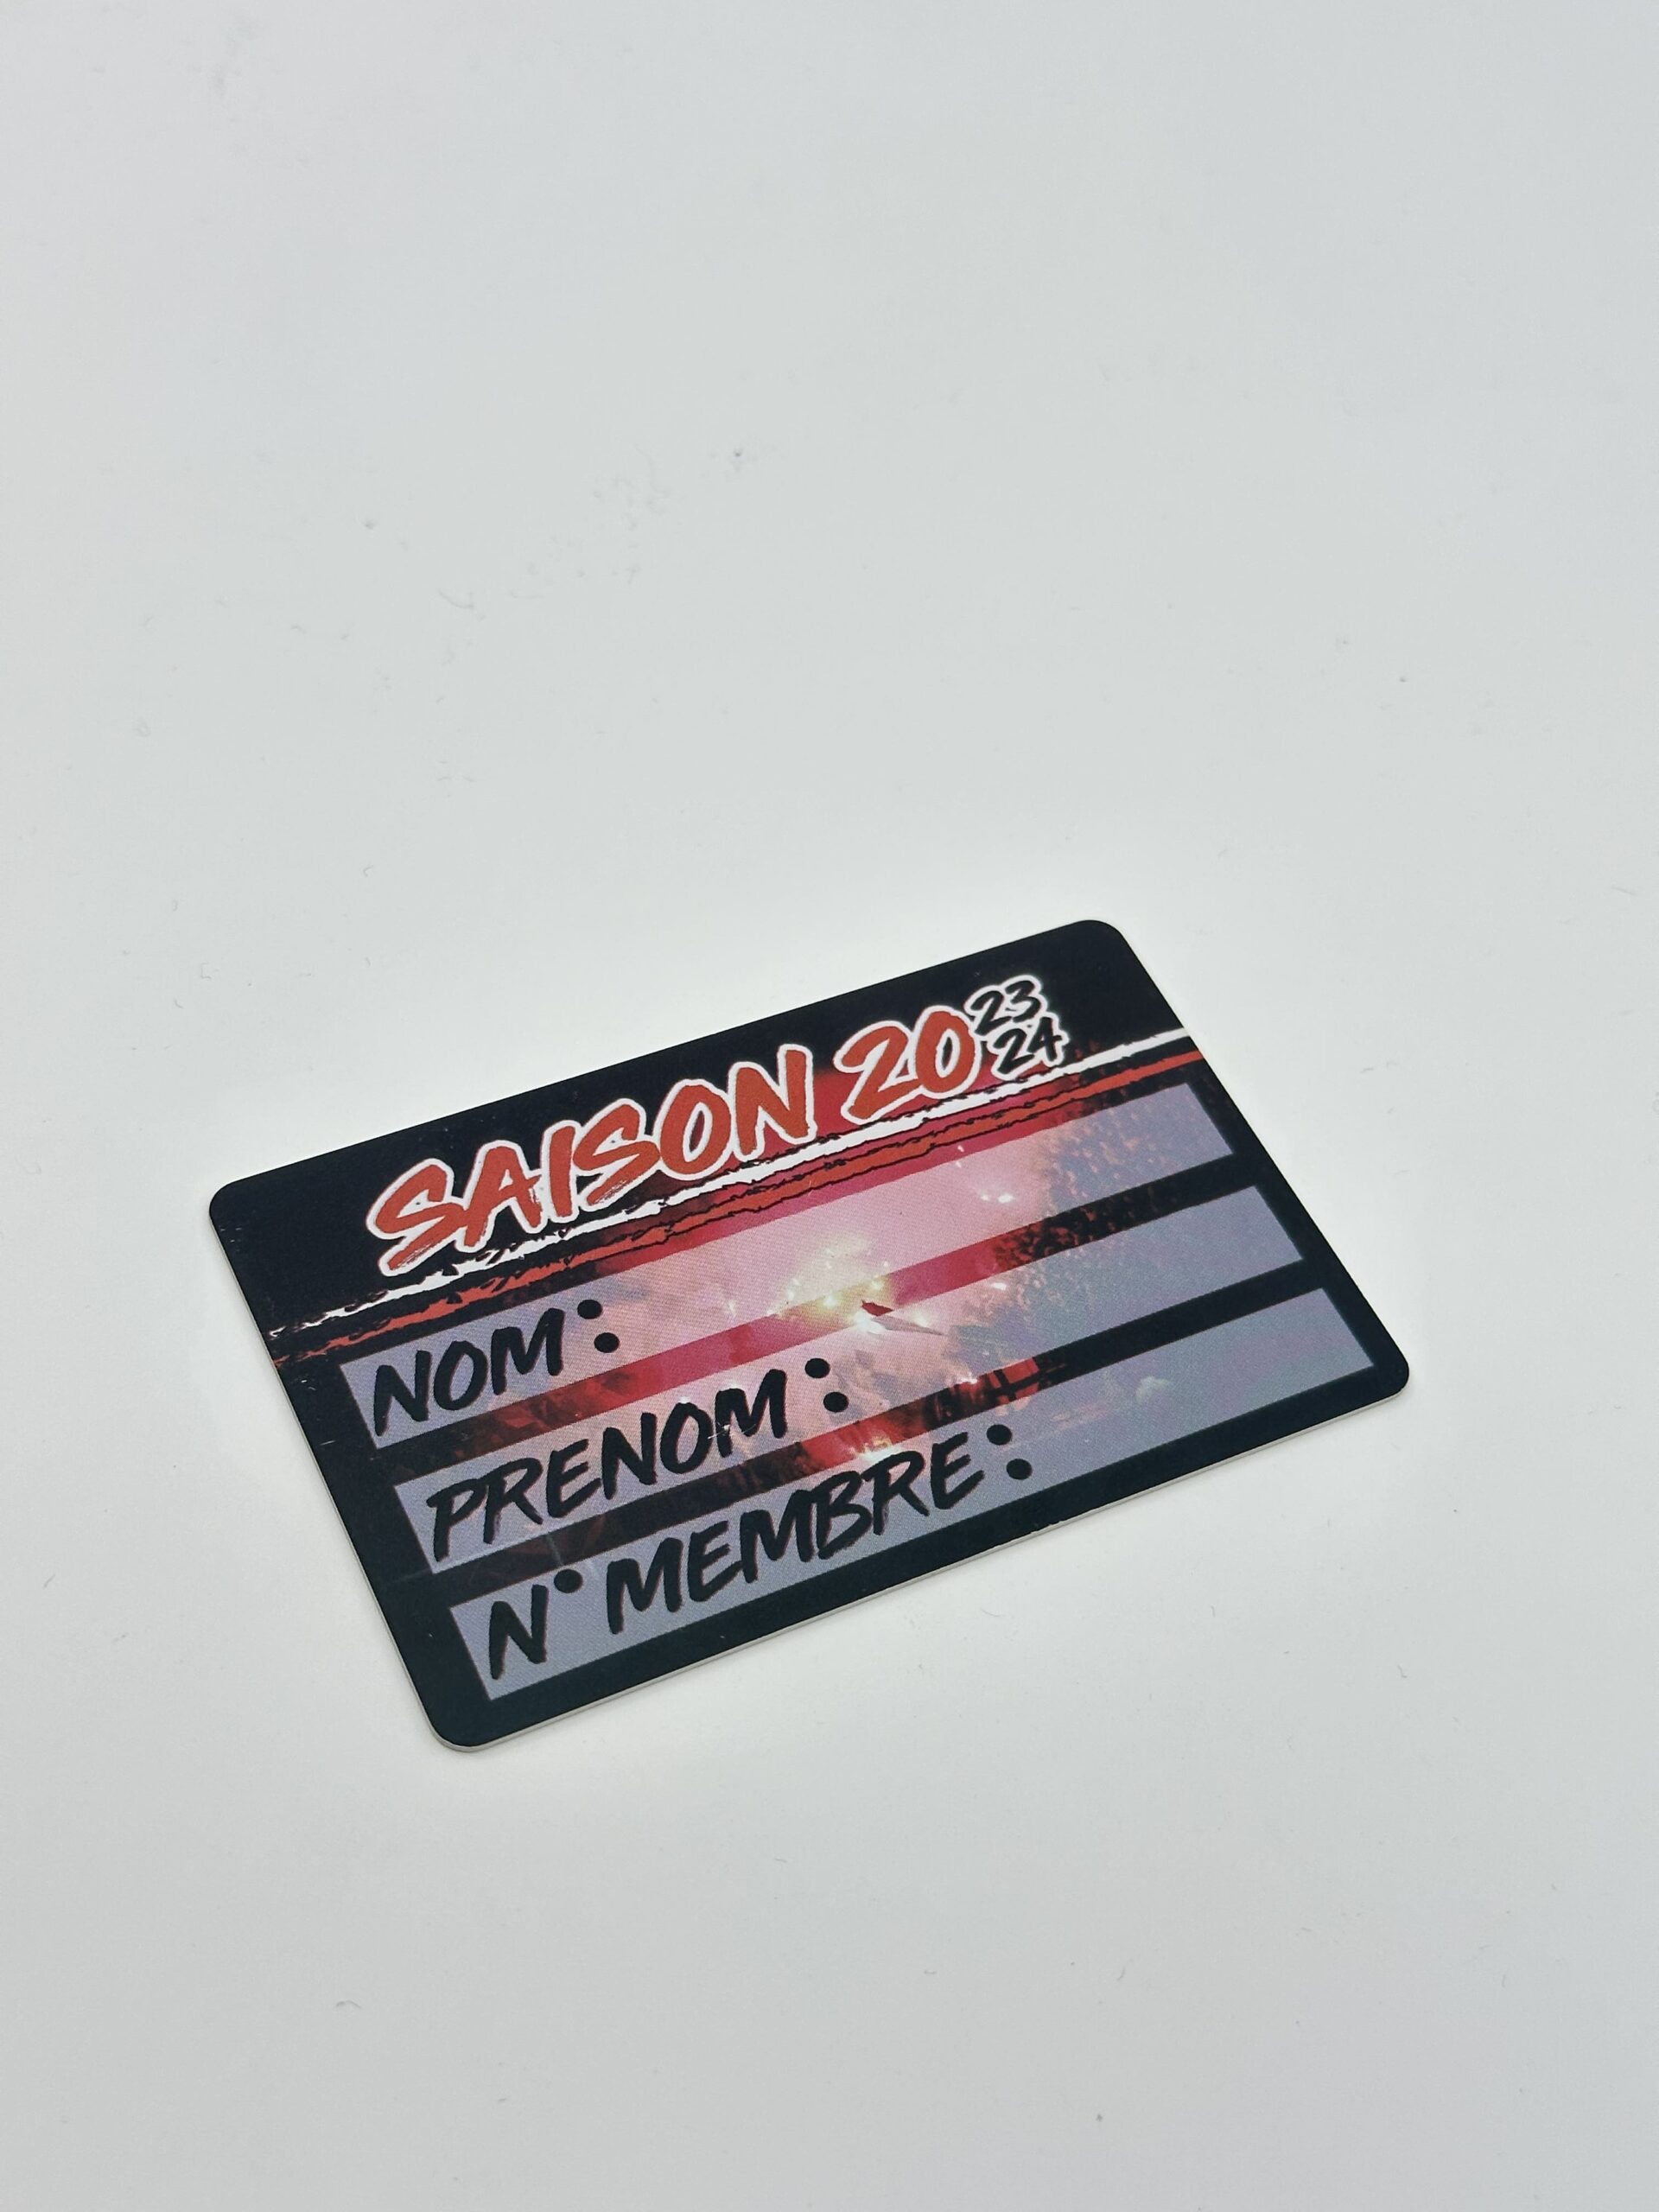 SAISON 20 23 24
NOM :
PRENOM :
N° MEMBRE :